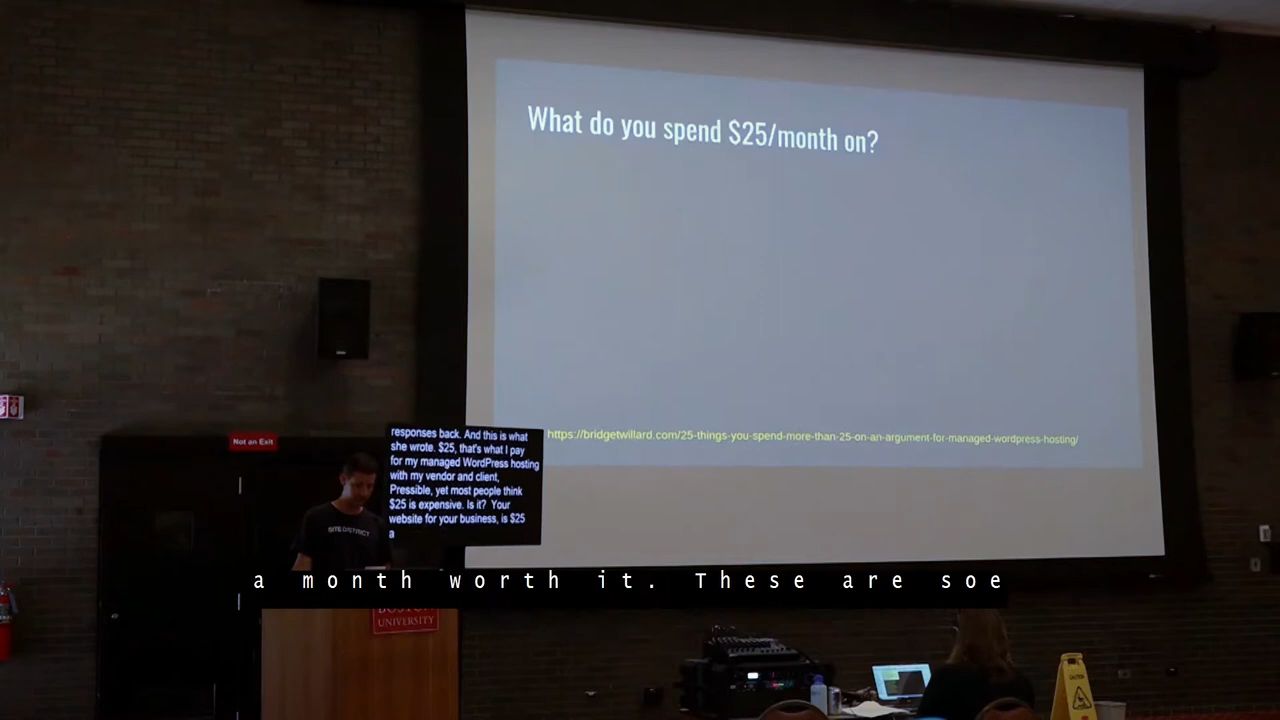 What do you spend $25/month on?
https://bridgetwillard.com/25-things-you-spend-more-than-25-on-an-argument-for-managed-wordpress-hosting/
Not an Exit
responses back. And this is what
she wrote. $25, that's what I pay
for my managed WordPress hosting
with my vendor and client,
Pressible, yet most people think
$25 is expensive. Is it? Your
website for your business, is $25
a
SITE DISTRICT
a month worth it. These are soe
BOSTON
UNIVERSITY
CAUTION